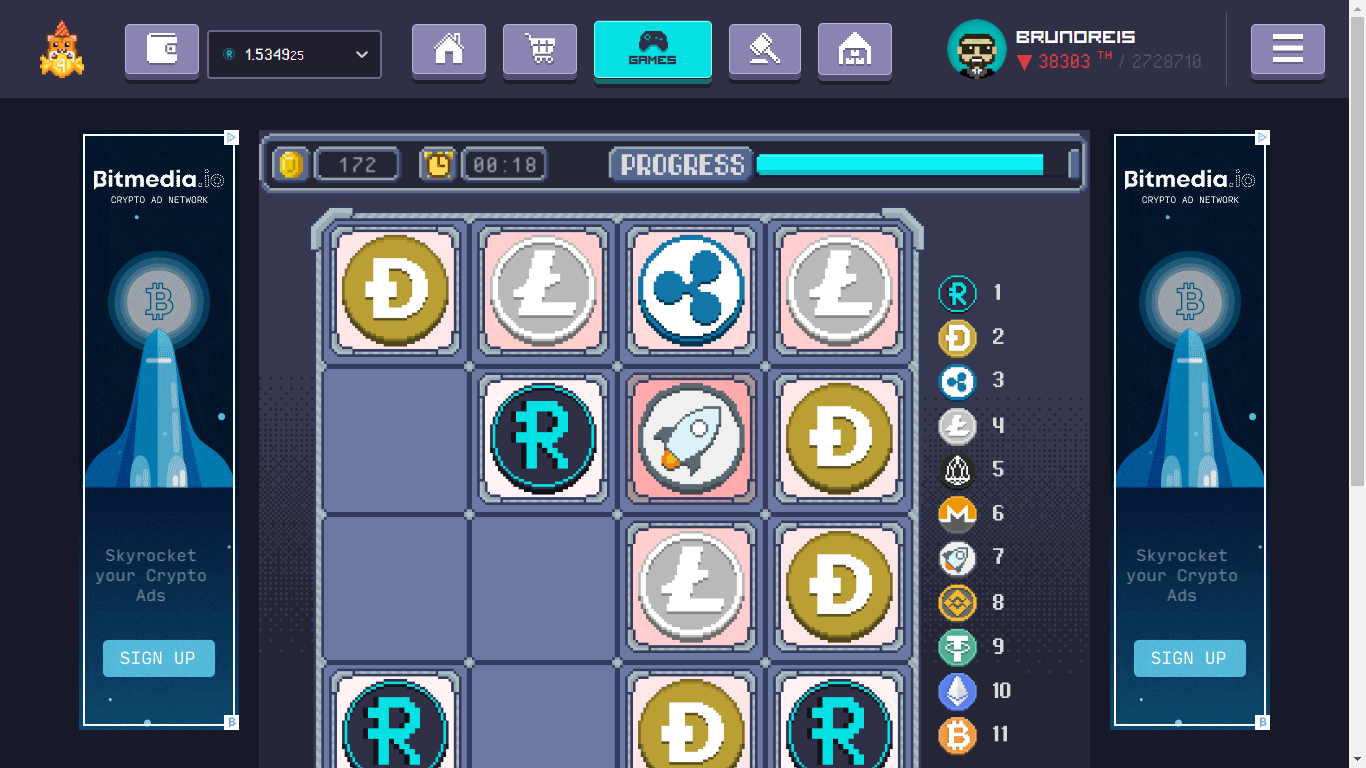 1.534925
GAMES
BRUNOREIS
38303 TH / 2728710
Bitmedia.io
CRYPTO AD NETWORK
Skyrocket
your Crypto
Ads
SIGN UP
172
00:18
PROGRESS
1
2
3
4
5
6
7
8
9
10
11
Bitmedia.io
CRYPTO AD NETWORK
Skyrocket
your Crypto
Ads
SIGN UP